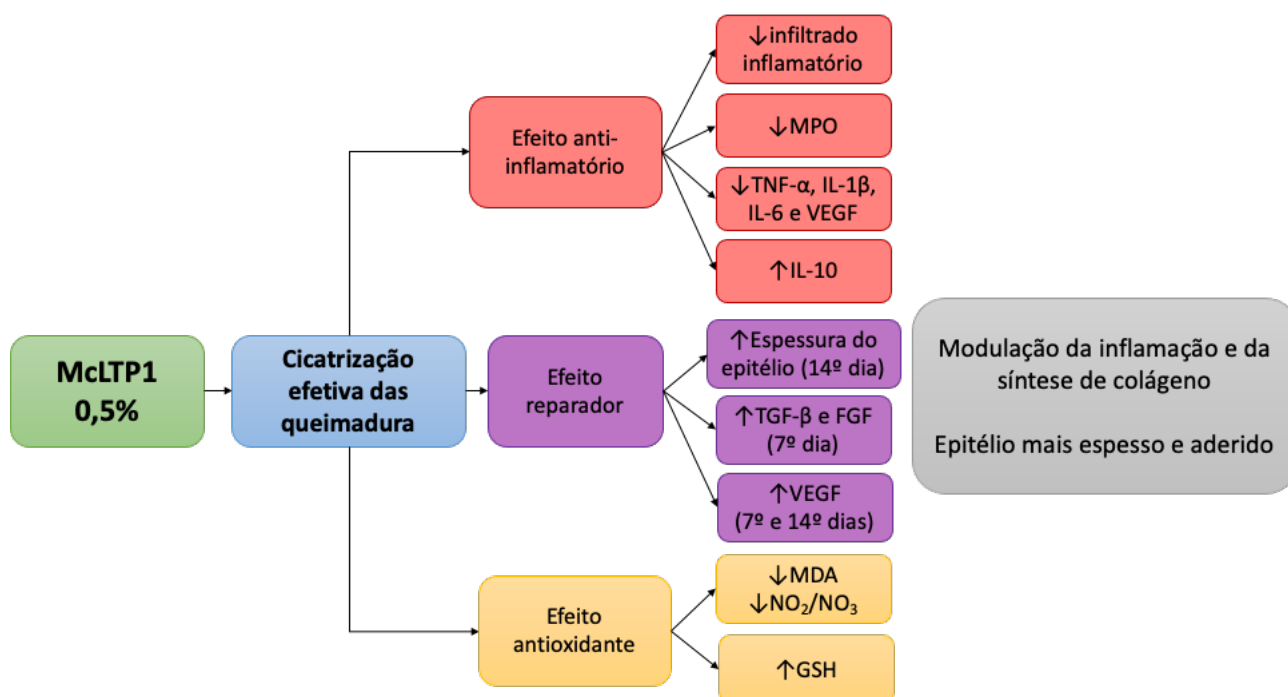 McLTP1
0,5%
Cicatrização
efetiva das
queimadura
Efeito anti-
inflamatório
↓infiltrado
inflamatório
↓MPO
↓TNF-α, IL-1β,
IL-6 e VEGF
↑IL-10
Efeito
reparador
↑Espessura do
epitélio (14º dia)
↑TGF-β e FGF
(7º dia)
↑VEGF
(7º e 14º dias)
Efeito
antioxidante
↓MDA
↓NO₂/NO₃
↑GSH
Modulação da inflamação e da
síntese de colágeno
Epitélio mais espesso e aderido